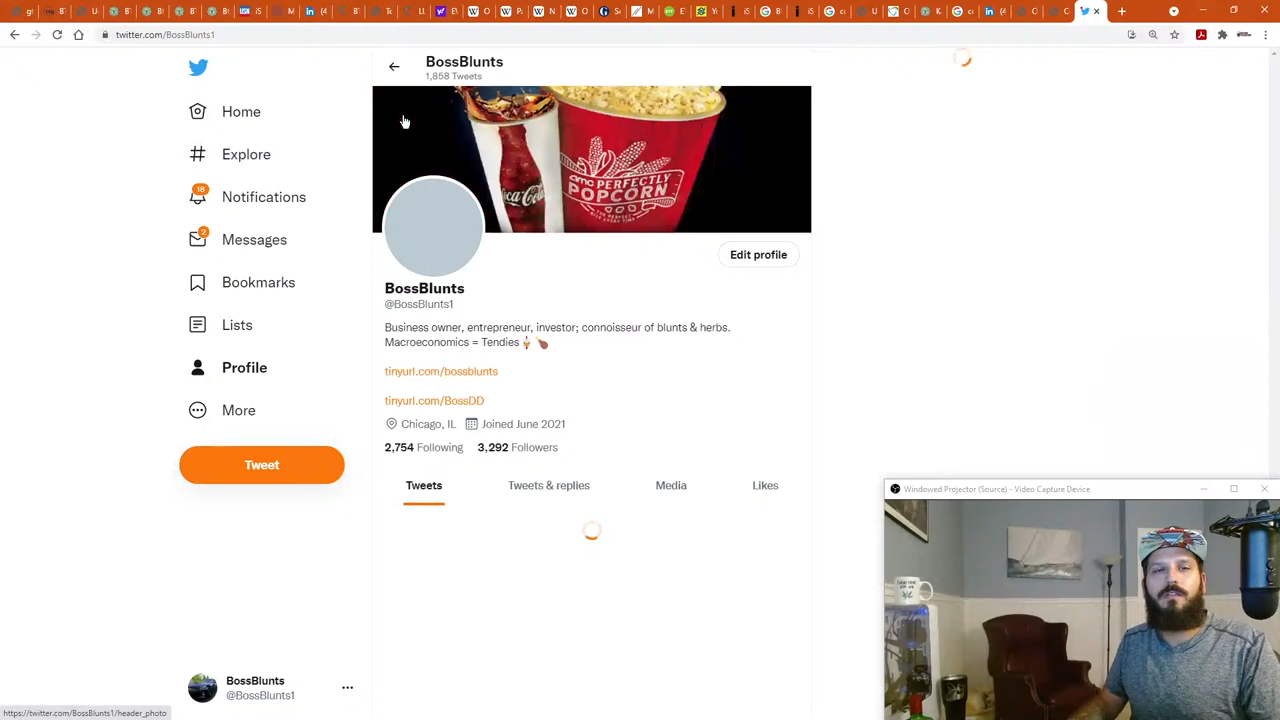 twitter.com/BossBlunts1
BossBlunts
1,858 Tweets
Home
Explore
18
Notifications
2
Messages
Bookmarks
Lists
Profile
More
Tweet
Coca-Cola
amc PERFECTLY
POPCORN
Edit profile
BossBlunts
@BossBlunts1
Business owner, entrepreneur, investor; connoisseur of blunts & herbs.
Macroeconomics = Tendies
tinyurl.com/bossblunts
tinyurl.com/BossDD
Chicago, IL Joined June 2021
2,754 Following 3,292 Followers
Tweets Tweets & replies Media Likes
Windowed Projector (Source) - Video Capture Device
BossBlunts
@BossBlunts1
https://twitter.com/BossBlunts1/header_photo